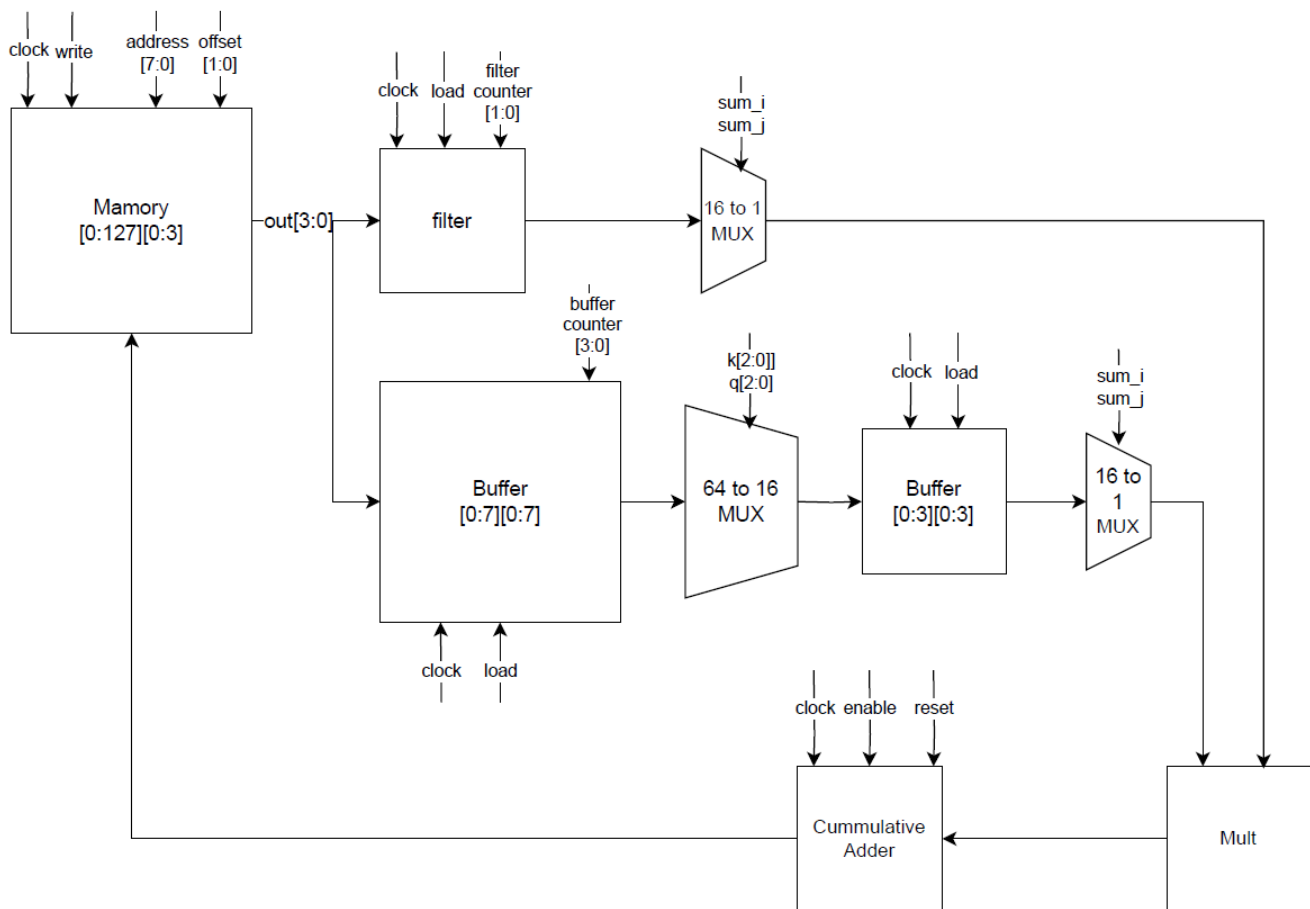 clock
write
address
[7:0]
offset
[1:0]
Mamory
[0:127][0:3]
out[3:0]
clock
load
filter
counter
[1:0]
filter
sum_i
sum_j
16 to 1
MUX
buffer
counter
[3:0]
Buffer
[0:7][0:7]
clock
load
k[2:0]]
q[2:0]
64 to 16
MUX
clock
load
Buffer
[0:3][0:3]
sum_i
sum_j
16 to
1
MUX
clock
enable
reset
Cummulative
Adder
Mult